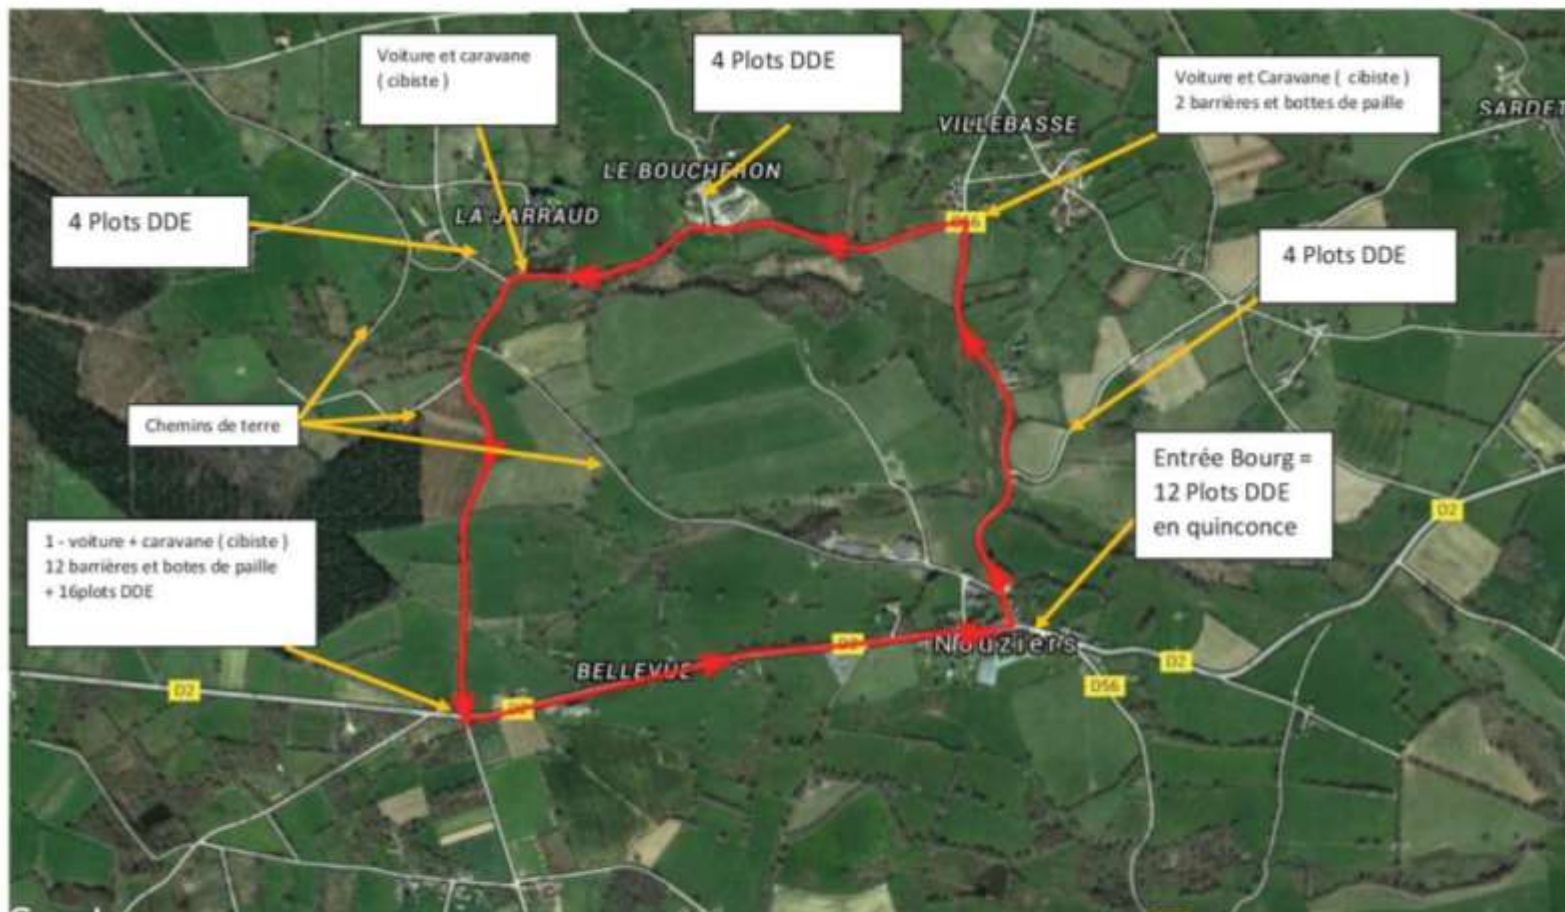 Voiture et caravane
( cibiste )
4 Plots DDE
Voiture et Caravane ( cibiste )
2 barrières et bottes de paille
SARDET
VILLEBASSE
LE BOUCHERON
4 Plots DDE
LA JARRAUD
D56
4 Plots DDE
Chemins de terre
Entrée Bourg =
12 Plots DDE
en quinconce
D2
1 - voiture + caravane ( cibiste )
12 barrières et botes de paille
+ 16plots DDE
D2
Nouziers
BELLEVUE
D2
D56
D2
D2